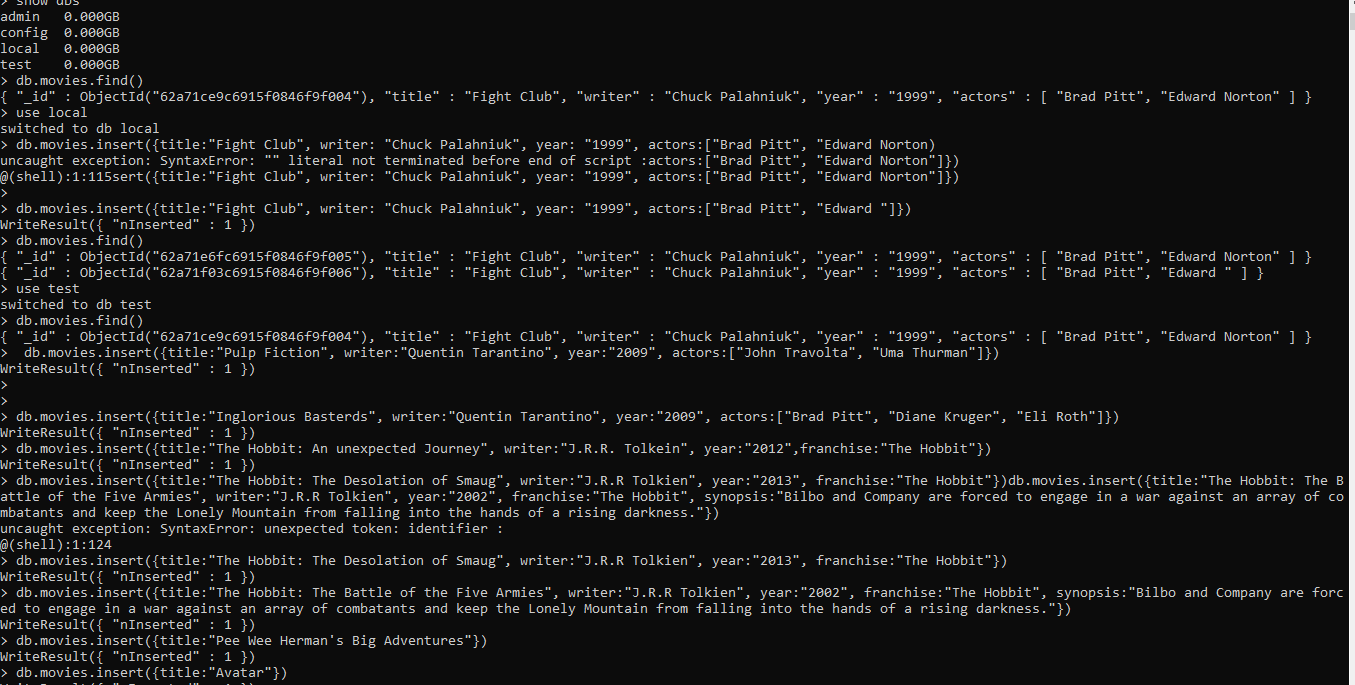 > show dbs
admin   0.000GB
config  0.000GB
local   0.000GB
test    0.000GB
> db.movies.find()
{ "_id" : ObjectId("62a71ce9c6915f0846f9f004"), "title" : "Fight Club", "writer" : "Chuck Palahniuk", "year" : "1999", "actors" : [ "Brad Pitt", "Edward Norton" ] }
> use local
switched to db local
> db.movies.insert({title:"Fight Club", writer: "Chuck Palahniuk", year: "1999", actors:["Brad Pitt", "Edward Norton)
uncaught exception: SyntaxError: "" literal not terminated before end of script :actors:["Brad Pitt", "Edward Norton"]})
@(shell):1:115sert({title:"Fight Club", writer: "Chuck Palahniuk", year: "1999", actors:["Brad Pitt", "Edward Norton"]})
>
> db.movies.insert({title:"Fight Club", writer: "Chuck Palahniuk", year: "1999", actors:["Brad Pitt", "Edward "]})
WriteResult({ "nInserted" : 1 })
> db.movies.find()
{ "_id" : ObjectId("62a71e6fc6915f0846f9f005"), "title" : "Fight Club", "writer" : "Chuck Palahniuk", "year" : "1999", "actors" : [ "Brad Pitt", "Edward Norton" ] }
{ "_id" : ObjectId("62a71f03c6915f0846f9f006"), "title" : "Fight Club", "writer" : "Chuck Palahniuk", "year" : "1999", "actors" : [ "Brad Pitt", "Edward " ] }
> use test
switched to db test
> db.movies.find()
{ "_id" : ObjectId("62a71ce9c6915f0846f9f004"), "title" : "Fight Club", "writer" : "Chuck Palahniuk", "year" : "1999", "actors" : [ "Brad Pitt", "Edward Norton" ] }
>  db.movies.insert({title:"Pulp Fiction", writer:"Quentin Tarantino", year:"2009", actors:["John Travolta", "Uma Thurman"]})
WriteResult({ "nInserted" : 1 })
>
>
> db.movies.insert({title:"Inglorious Basterds", writer:"Quentin Tarantino", year:"2009", actors:["Brad Pitt", "Diane Kruger", "Eli Roth"]})
WriteResult({ "nInserted" : 1 })
> db.movies.insert({title:"The Hobbit: An unexpected Journey", writer:"J.R.R. Tolkein", year:"2012",franchise:"The Hobbit"})
WriteResult({ "nInserted" : 1 })
> db.movies.insert({title:"The Hobbit: The Desolation of Smaug", writer:"J.R.R Tolkien", year:"2013", franchise:"The Hobbit"})db.movies.insert({title:"The Hobbit: The B
attle of the Five Armies", writer:"J.R.R Tolkien", year:"2002", franchise:"The Hobbit", synopsis:"Bilbo and Company are forced to engage in a war against an array of co
mbatants and keep the Lonely Mountain from falling into the hands of a rising darkness."})
uncaught exception: SyntaxError: unexpected token: identifier :
@(shell):1:124
> db.movies.insert({title:"The Hobbit: The Desolation of Smaug", writer:"J.R.R Tolkien", year:"2013", franchise:"The Hobbit"})
WriteResult({ "nInserted" : 1 })
> db.movies.insert({title:"The Hobbit: The Battle of the Five Armies", writer:"J.R.R Tolkien", year:"2002", franchise:"The Hobbit", synopsis:"Bilbo and Company are forc
ed to engage in a war against an array of combatants and keep the Lonely Mountain from falling into the hands of a rising darkness."})
WriteResult({ "nInserted" : 1 })
> db.movies.insert({title:"Pee Wee Herman's Big Adventures"})
WriteResult({ "nInserted" : 1 })
> db.movies.insert({title:"Avatar"})